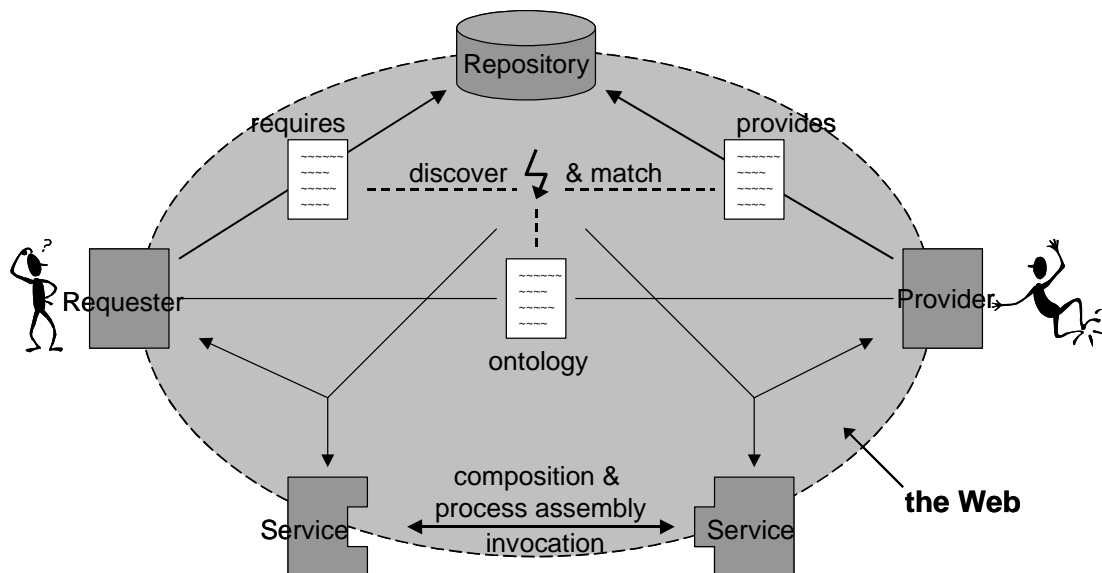 Repository
requires
provides
~~~~~~
~~~~
~~~~~
~~~~
~~~~~~
~~~~
~~~~~
~~~~
discover & match
?
Requester
~~~~~~
~~~~
~~~~~
~~~~
Provider
ontology
composition &
process assembly
invocation
Service
Service
the Web